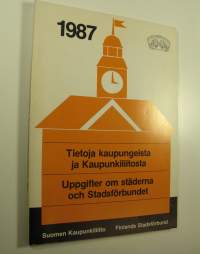 1987
Tietoja kaupungeista
ja Kaupunkiliitosta
Uppgifter om städerna
och Stadsförbundet
Suomen Kaupunkiliitto Finlands Stadsförbund